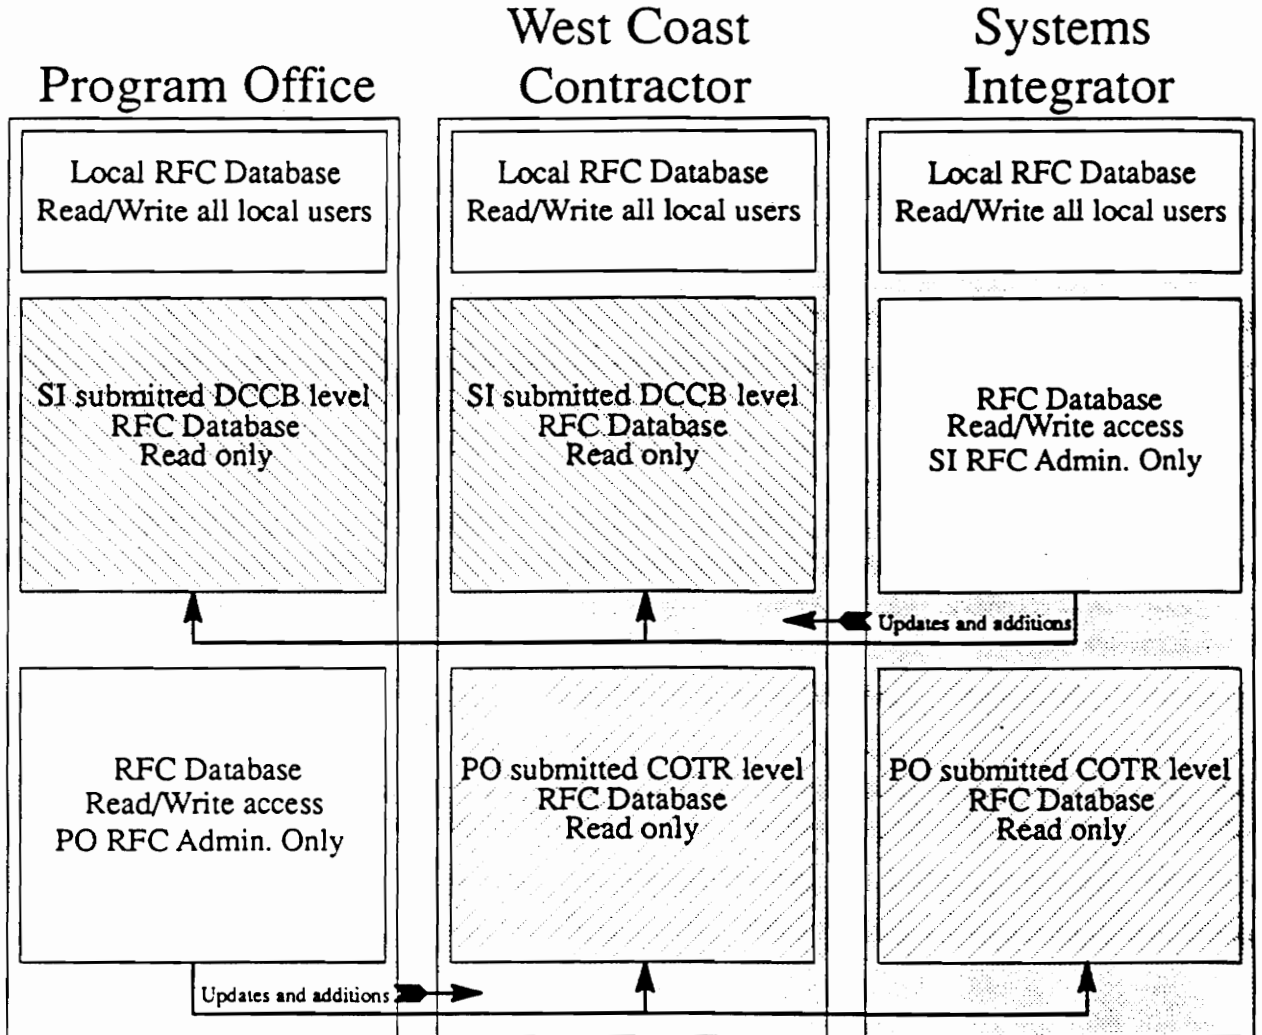 Program Office
West Coast
Contractor
Systems
Integrator
Local RFC Database
Read/Write all local users
Local RFC Database
Read/Write all local users
Local RFC Database
Read/Write all local users
SI submitted DCCB level
RFC Database
Read only
SI submitted DCCB level
RFC Database
Read only
RFC Database
Read/Write access
SI RFC Admin. Only
Updates and additions
RFC Database
Read/Write access
PO RFC Admin. Only
PO submitted COTR level
RFC Database
Read only
PO submitted COTR level
RFC Database
Read only
Updates and additions